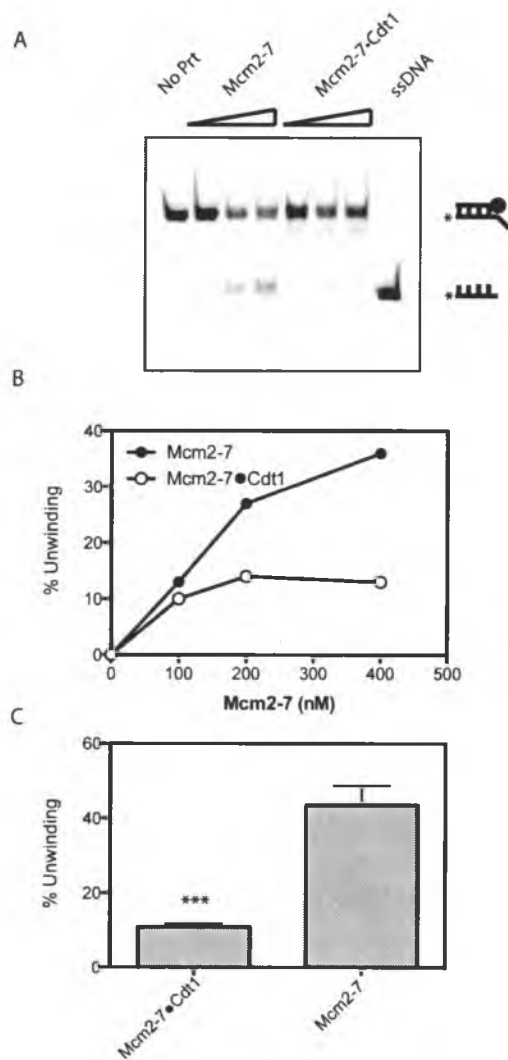 A
No Prt
Mcm2-7
Mcm2-7•Cdt1
ssDNA
*
*
B
40
30
20
10
0
% Unwinding
Mcm2-7
Mcm2-7●Cdt1
0
100
200
300
400
500
Mcm2-7 (nM)
C
60
40
20
0
% Unwinding
***
Mcm2-7●Cdt1
Mcm2-7